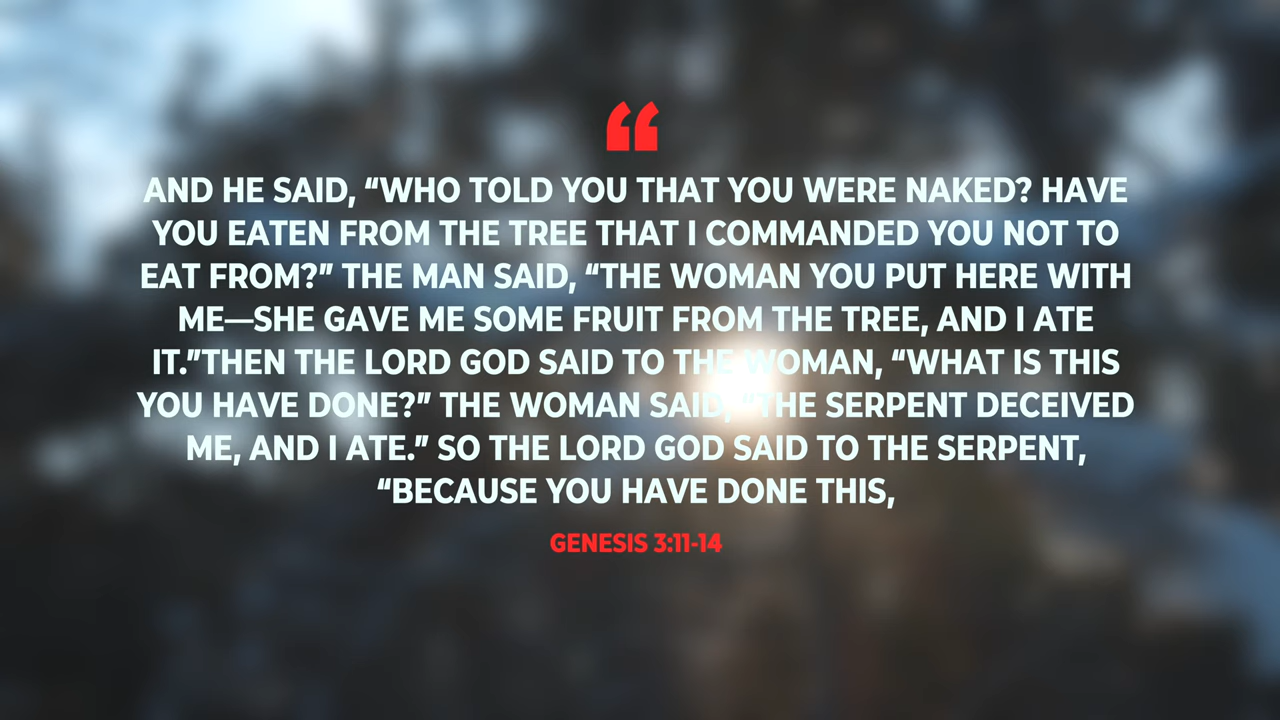 “
AND HE SAID, “WHO TOLD YOU THAT YOU WERE NAKED? HAVE
YOU EATEN FROM THE TREE THAT I COMMANDED YOU NOT TO
EAT FROM?” THE MAN SAID, “THE WOMAN YOU PUT HERE WITH
ME—SHE GAVE ME SOME FRUIT FROM THE TREE, AND I ATE
IT.”THEN THE LORD GOD SAID TO THE WOMAN, “WHAT IS THIS
YOU HAVE DONE?” THE WOMAN SAID, “THE SERPENT DECEIVED
ME, AND I ATE.” SO THE LORD GOD SAID TO THE SERPENT,
“BECAUSE YOU HAVE DONE THIS,
GENESIS 3:11-14